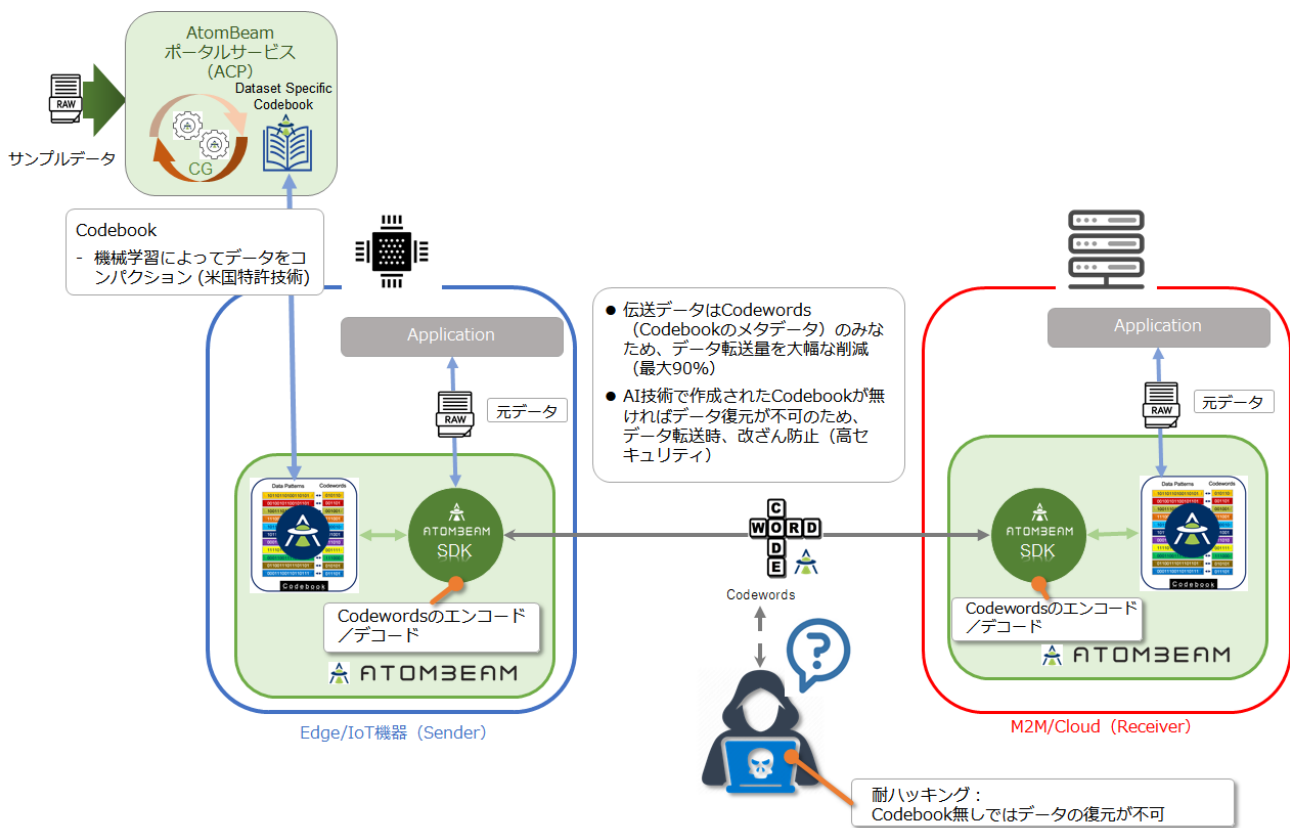 AtomBeam
ポータルサービス
(ACP)
RAW
Dataset Specific
Codebook
CG
サンプルデータ
Codebook
- 機械学習によってデータをコ
ンパクション (米国特許技術)
Application
RAW
元データ
Data Patterns Codewords
Codebook
ATOMBEAM
SDK
Codewordsのエンコード
／デコード
ATOMBEAM
Edge/IoT機器（Sender）
● 伝送データはCodewords
（Codebookのメタデータ）のみな
ため、データ転送量を大幅な削減
（最大90%）
● AI技術で作成されたCodebookが無
ければデータ復元が不可のため、
データ転送時、改ざん防止（高セ
キュリティ）
CODE
WORD
Codewords
?
耐ハッキング：
Codebook無しではデータの復元が不可
Application
RAW
元データ
ATOMBEAM
SDK
Data Patterns Codewords
Codebook
Codewordsのエンコード
／デコード
ATOMBEAM
M2M/Cloud（Receiver）